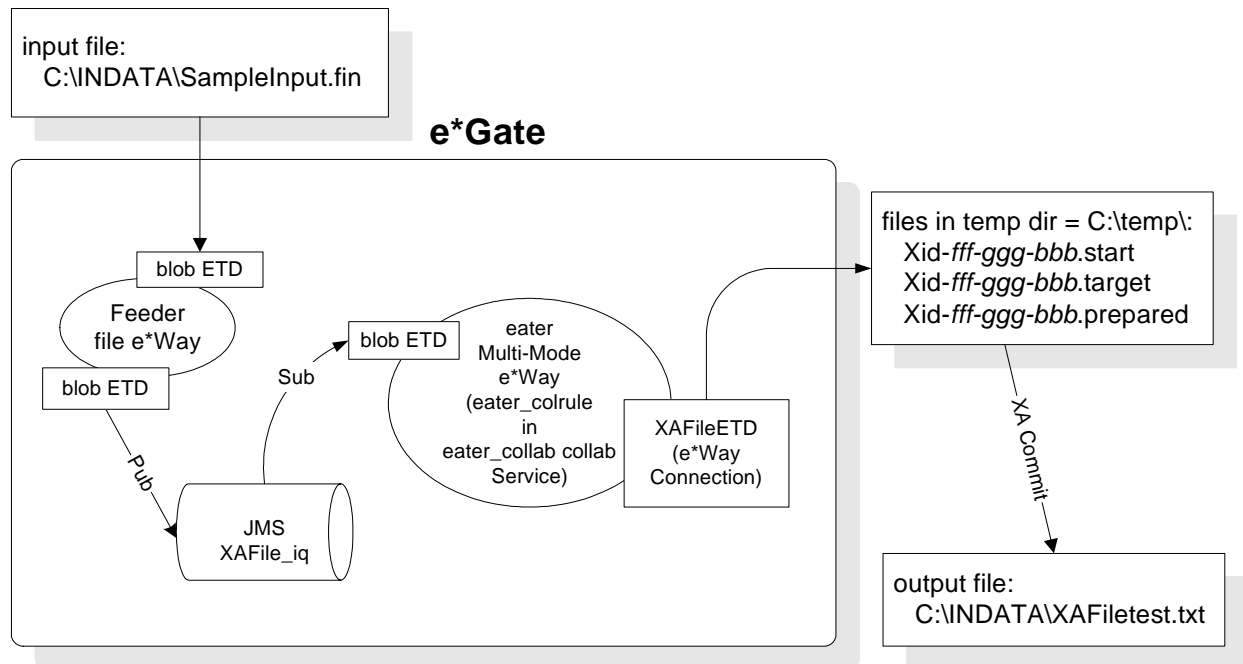 input file:
C:\INDATA\SampleInput.fin
e*Gate
blob ETD
Feeder
file e*Way
blob ETD
Pub
JMS
XAFile_iq
Sub
blob ETD
eater
Multi-Mode
e*Way
(eater_colrule
in
eater_collab collab
Service)
XAFileETD
(e*Way
Connection)
files in temp dir = C:\temp\:
Xid-fff-ggg-bbb.start
Xid-fff-ggg-bbb.target
Xid-fff-ggg-bbb.prepared
XA Commit
output file:
C:\INDATA\XAFiletest.txt